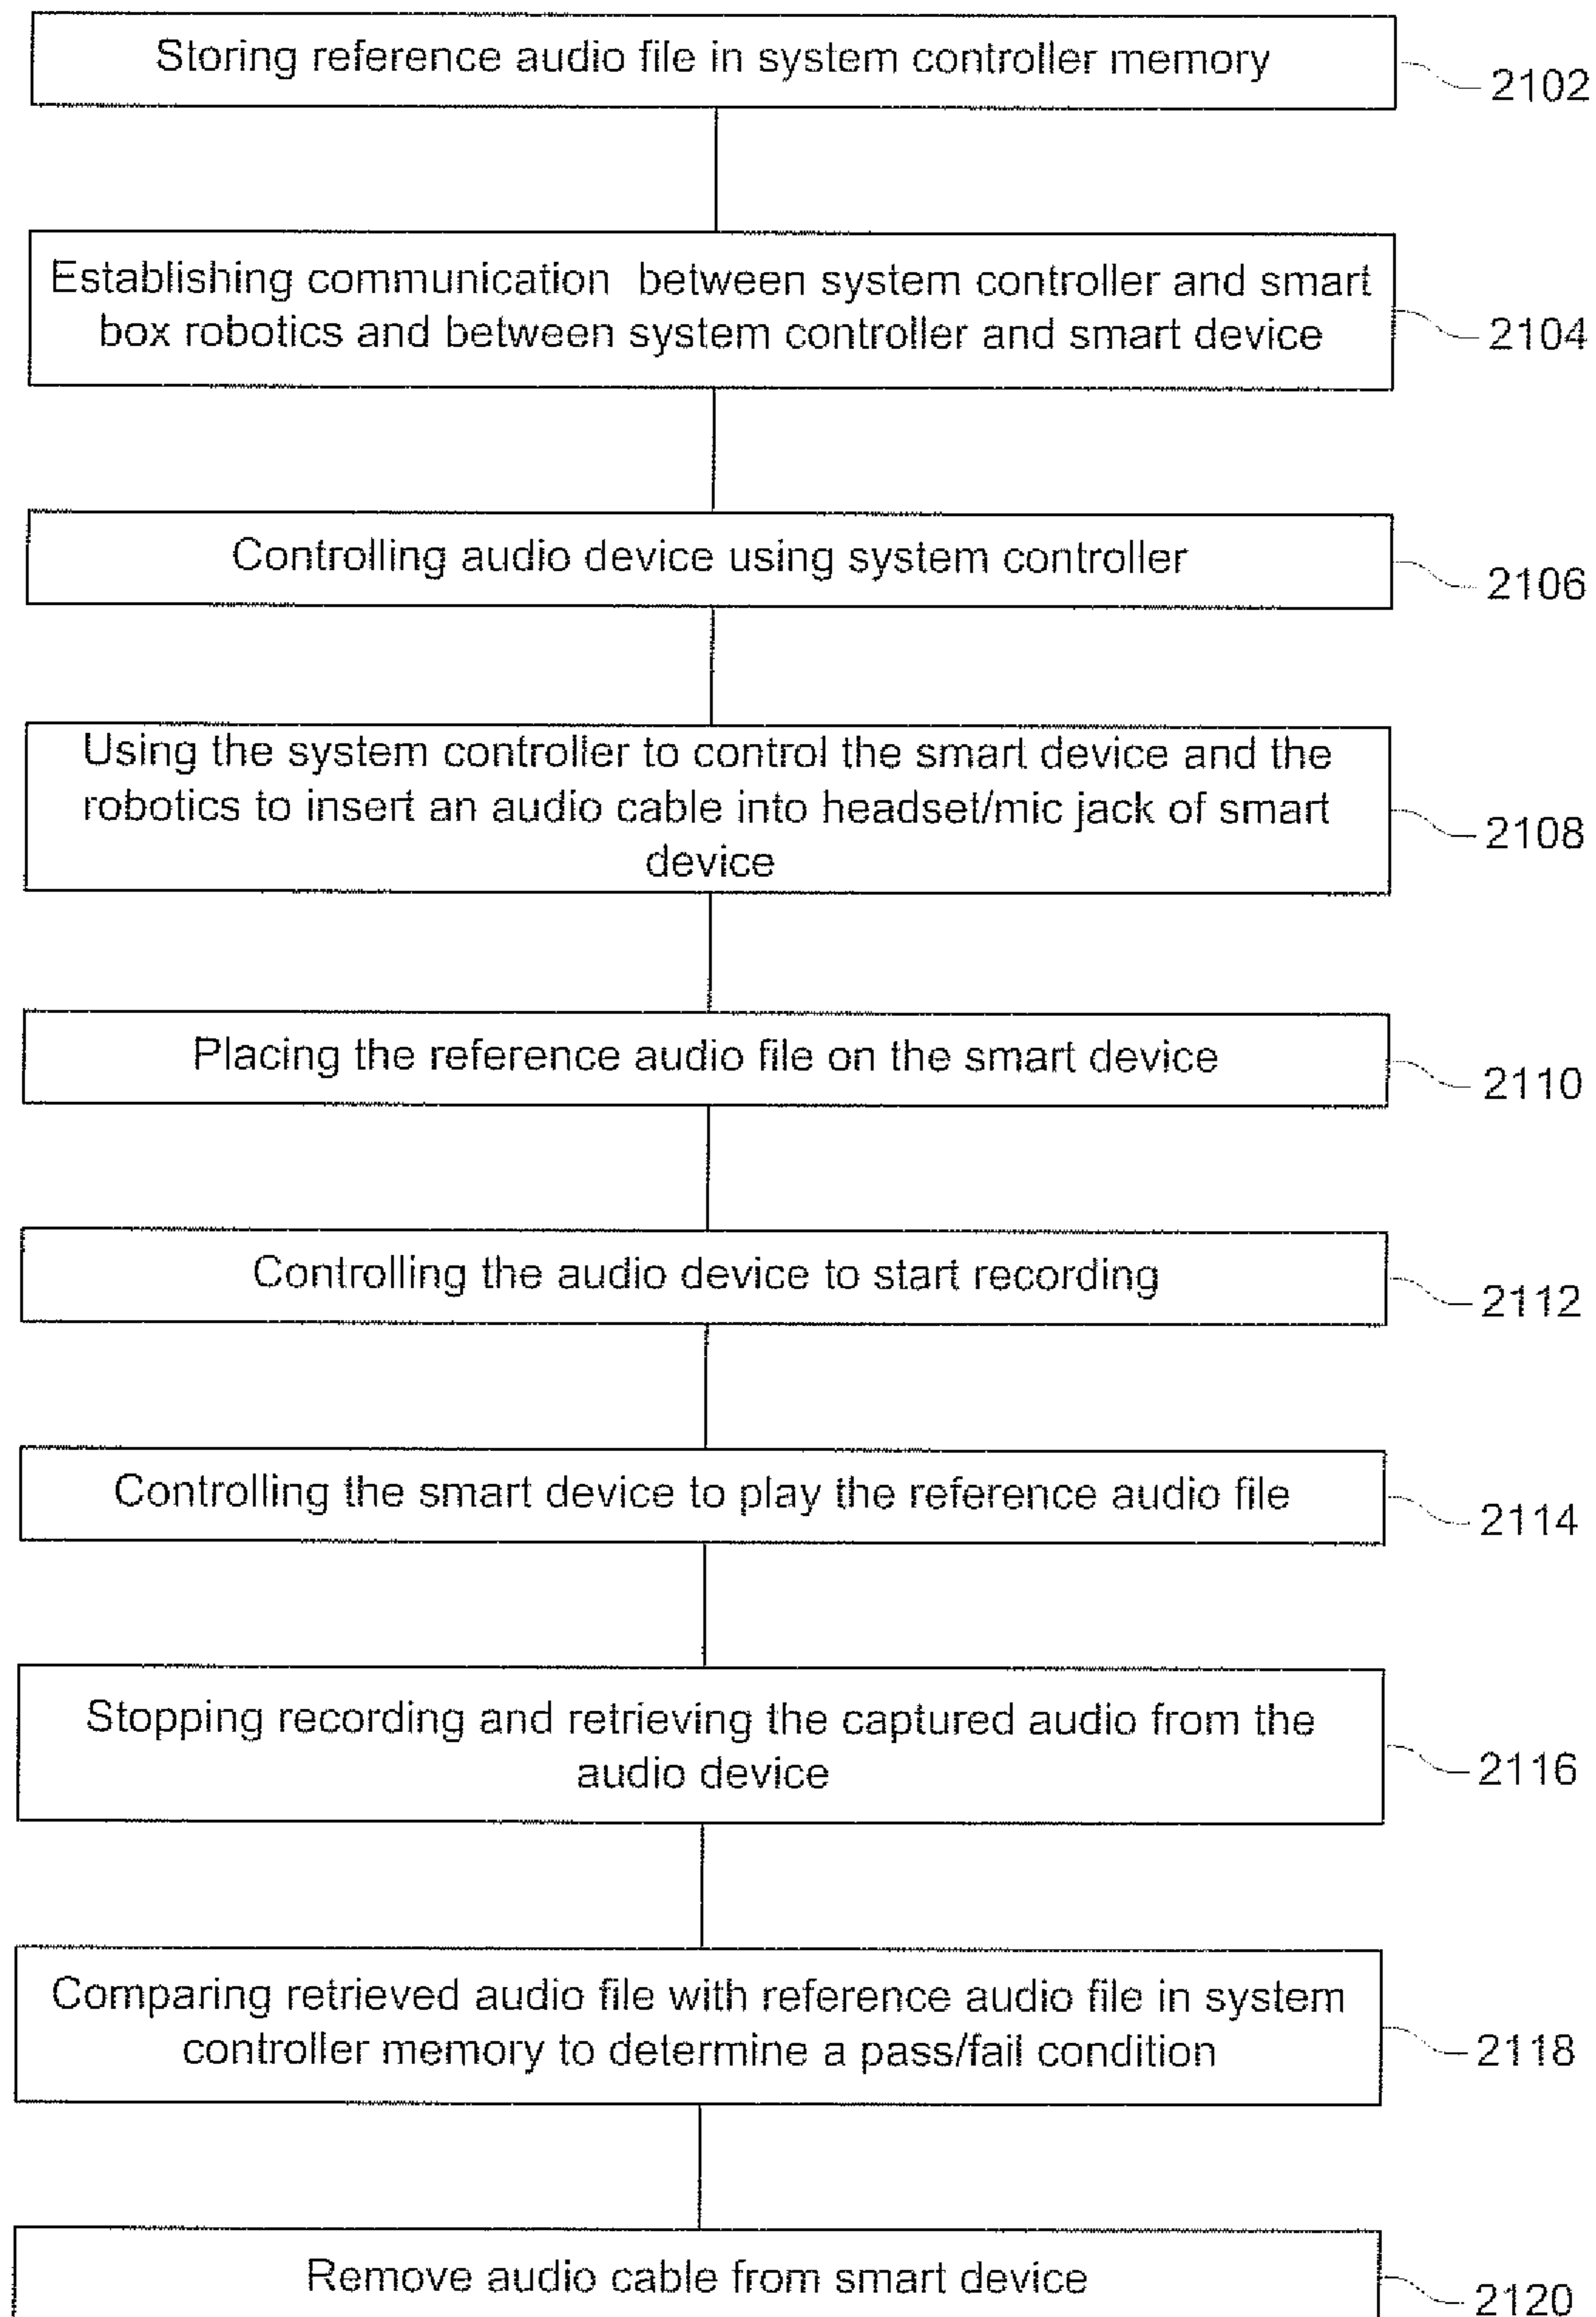 Storing reference audio file in system controller memory
2102
Establishing communication between system controller and smart
box robotics and between system controller and smart device
2104
Controlling audio device using system controller
2106
Using the system controller to control the smart device and the
robotics to insert an audio cable into headset/mic jack of smart
device
2108
Placing the reference audio file on the smart device
2110
Controlling the audio device to start recording
2112
Controlling the smart device to play the reference audio file
2114
Stopping recording and retrieving the captured audio from the
audio device
2116
Comparing retrieved audio file with reference audio file in system
controller memory to determine a pass/fail condition
2118
Remove audio cable from smart device
2120